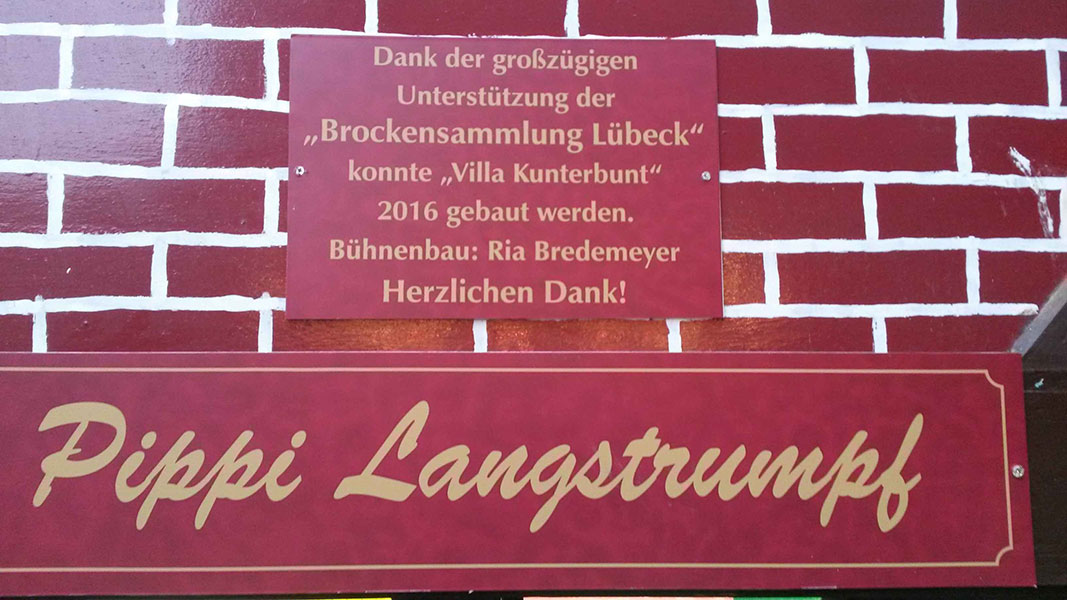 Dank der großzügigen
Unterstützung der
„Brockensammlung Lübeck“
konnte „Villa Kunterbunt“
2016 gebaut werden.
Bühnenbau: Ria Bredemeyer
Herzlichen Dank!
Pippi Langstrumpf